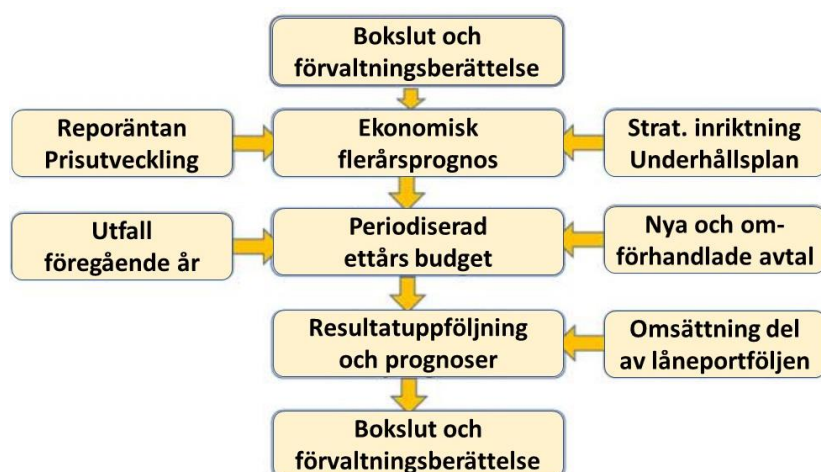 Bokslut och
förvaltningsberättelse
Reporäntan
Prisutveckling
Ekonomisk
flerårsprognos
Strat. inriktning
Underhållsplan
Utfall
föregående år
Periodiserad
ettårs budget
Nya och om-
förhandlade avtal
Resultatuppföljning
och prognoser
Omsättning del
av låneportföljen
Bokslut och
förvaltningsberättelse